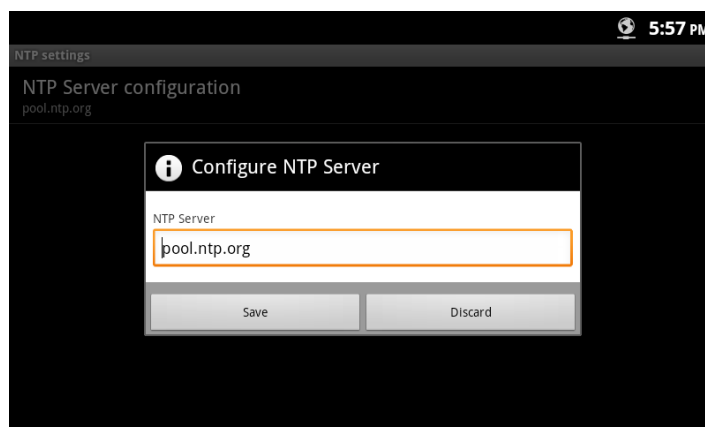 5:57 PM
NTP settings
NTP Server configuration
pool.ntp.org
Configure NTP Server
NTP Server
pool.ntp.org
Save Discard